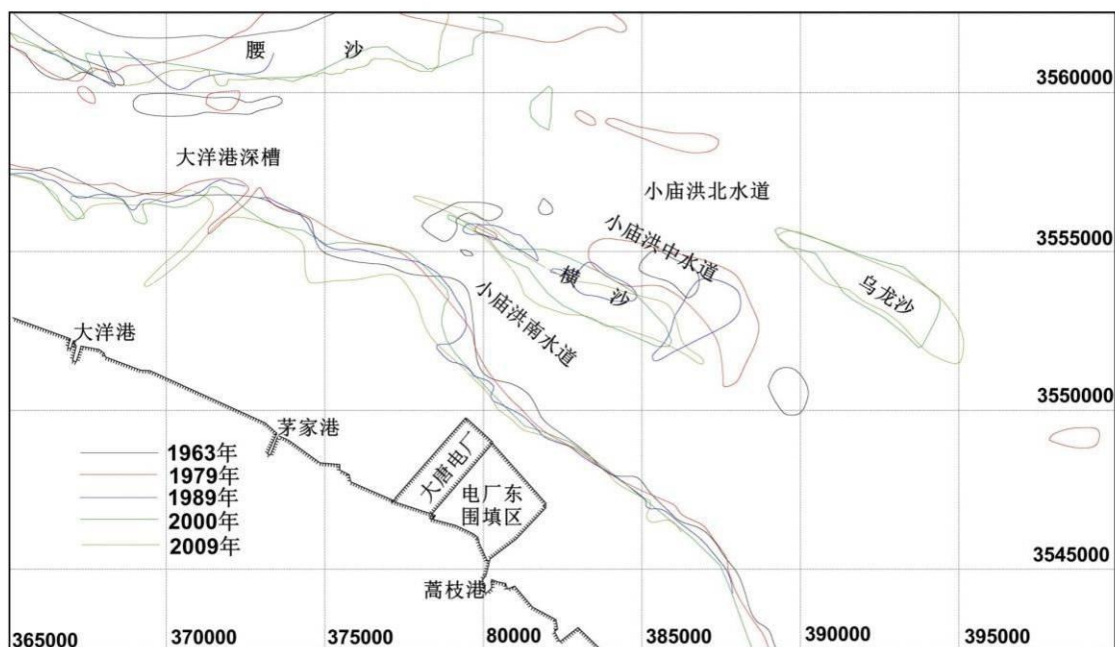 腰 沙
3560000
大洋港深槽
小庙洪北水道
小庙洪中水道
3555000
横沙
乌龙沙
小庙洪南水道
大洋港
3550000
茅家港
1963年
大唐电厂
1979年
电厂东
围填区
1989年
2000年
2009年
3545000
蒿枝港
365000
370000
375000
80000
385000
390000
395000